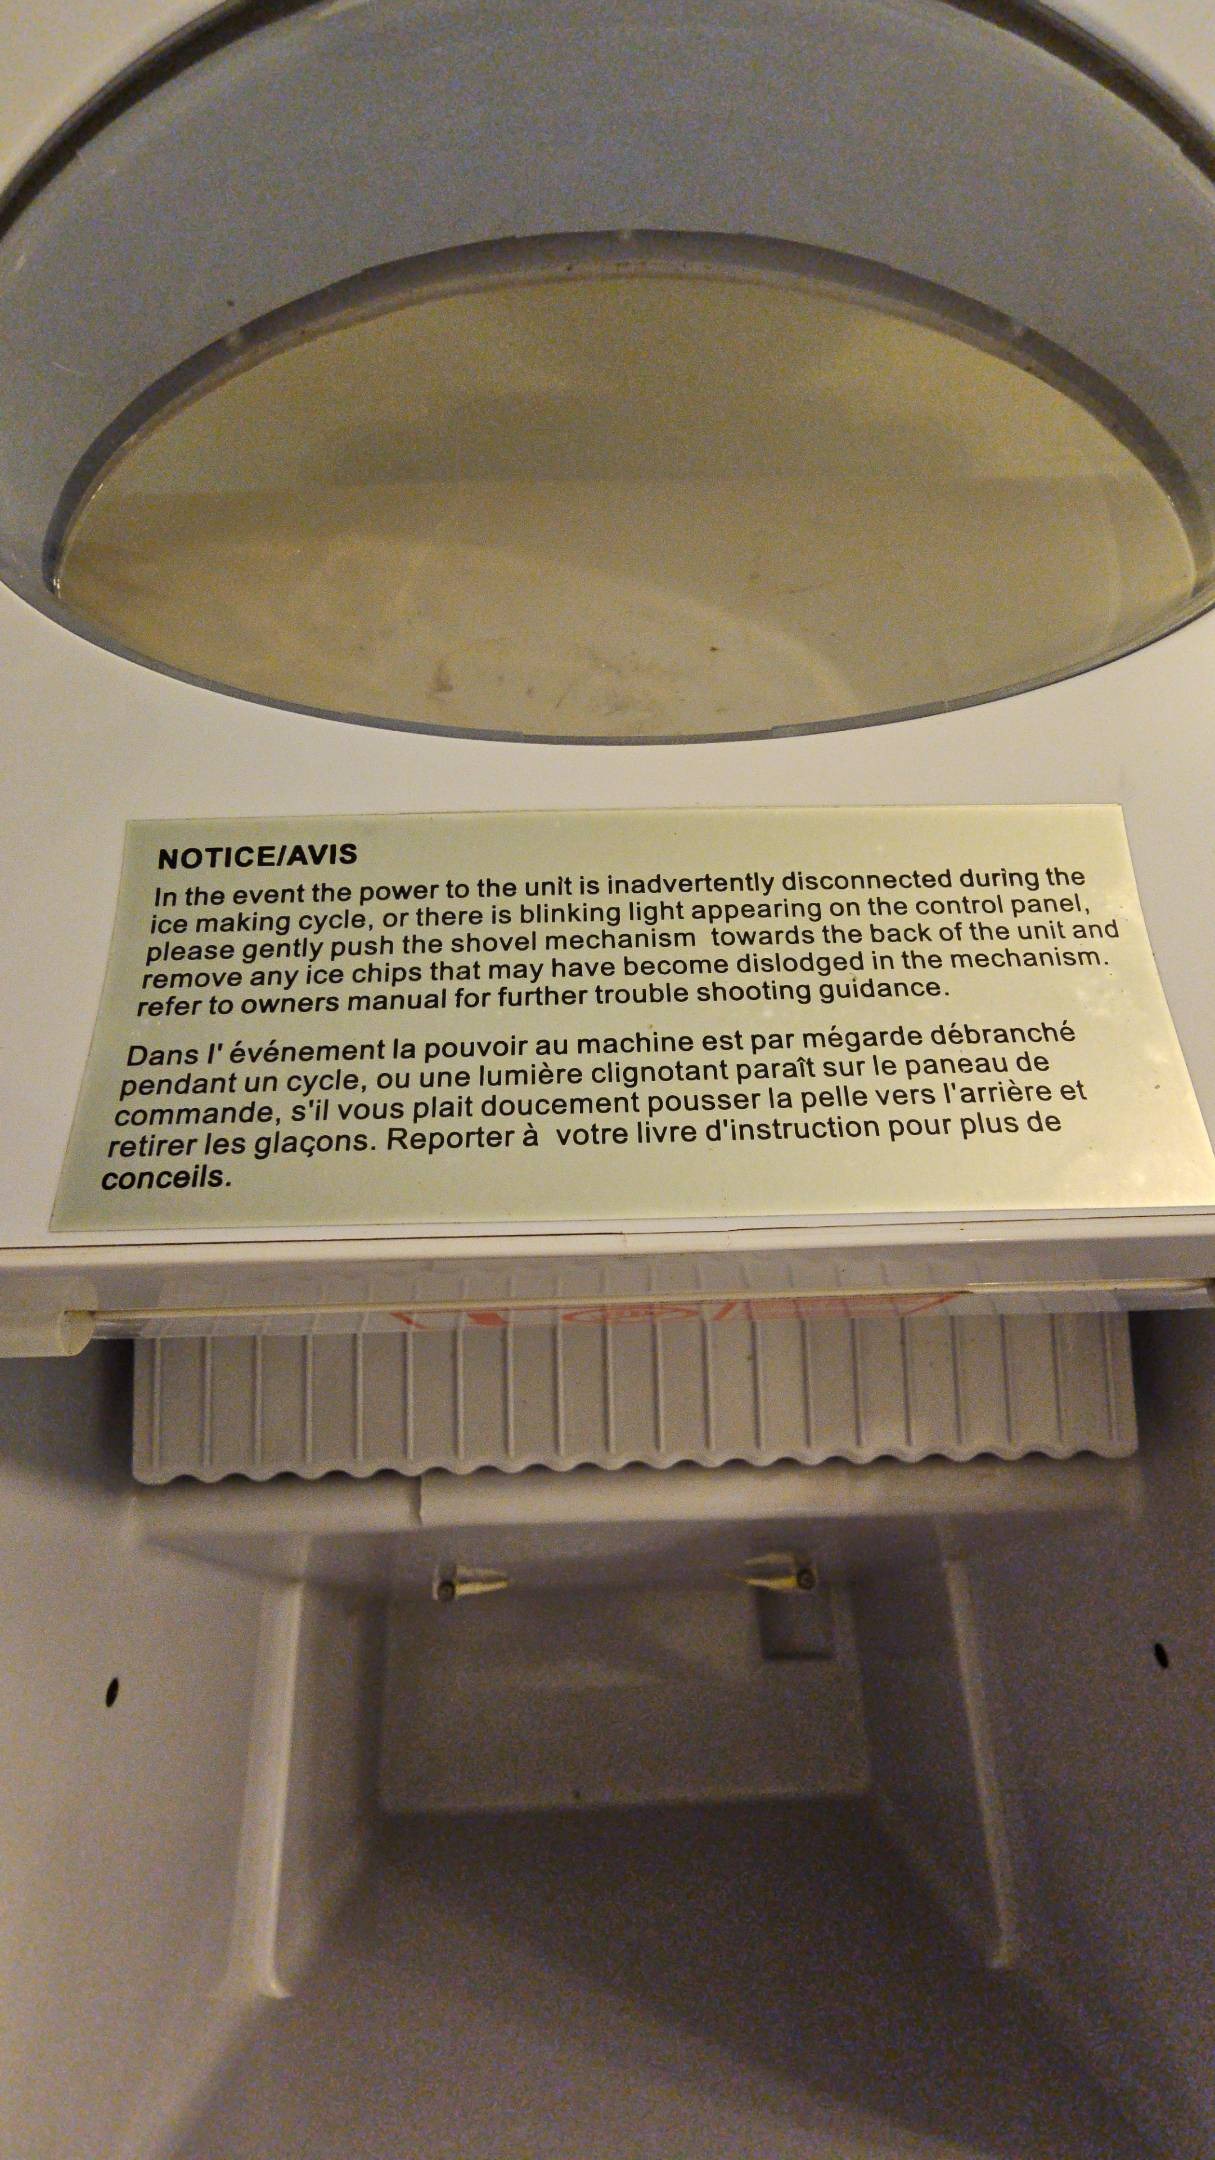 NOTICE/AVIS
In the event the power to the unit is inadvertently disconnected during the
ice making cycle, or there is blinking light appearing on the control panel,
please gently push the shovel mechanism towards the back of the unit and
remove any ice chips that may have become dislodged in the mechanism.
refer to owners manual for further trouble shooting guidance.
Dans l' événement la pouvoir au machine est par mégarde débranché
pendant un cycle, ou une lumière clignotant paraît sur le paneau de
commande, s'il vous plait doucement pousser la pelle vers l'arrière et
retirer les glaçons. Reporter à votre livre d'instruction pour plus de
conceils.